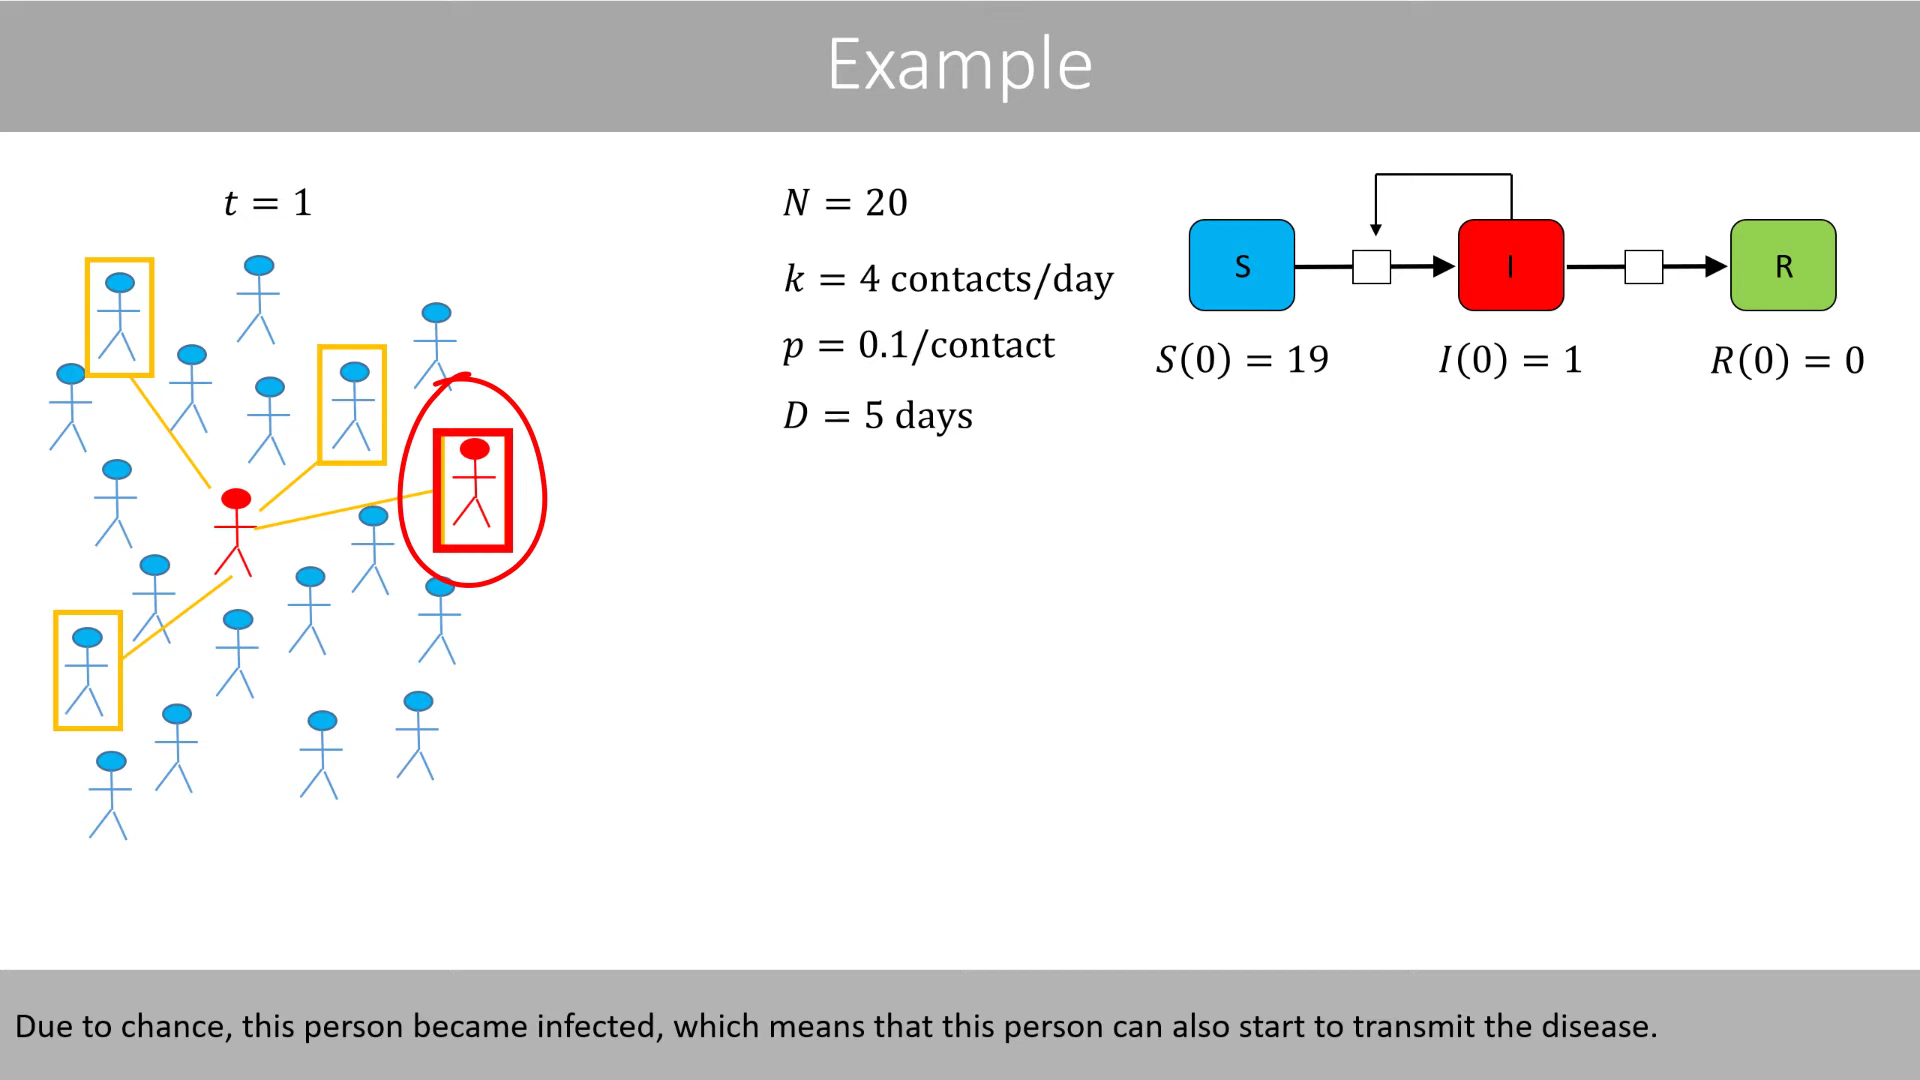 Example
t = 1
N = 20
k = 4 contacts/day
p = 0.1/contact
D = 5 days
S
I
R
S(0) = 19
I(0) = 1
R(0) = 0
Due to chance, this person became infected, which means that this person can also start to transmit the disease.